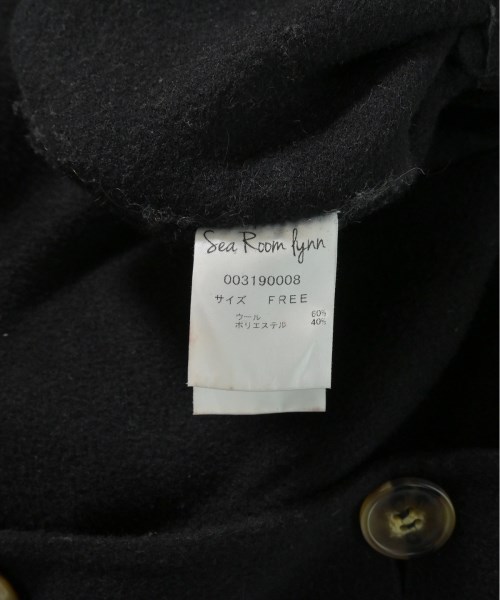 Sea Room lynn
003190008
サイズ FREE
ウール 60%
ポリエステル 40%